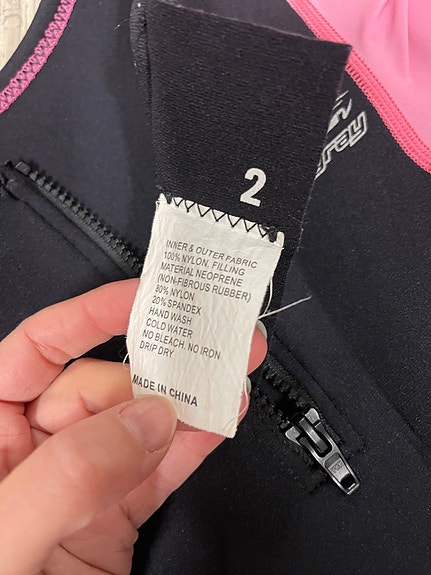 2
INNER & OUTER FABRIC
100% NYLON, FILLING
MATERIAL NEOPRENE
(NON-FIBROUS RUBBER)
80% NYLON
20% SPANDEX
HAND WASH
COLD WATER
NO BLEACH, NO IRON
DRIP DRY
MADE IN CHINA